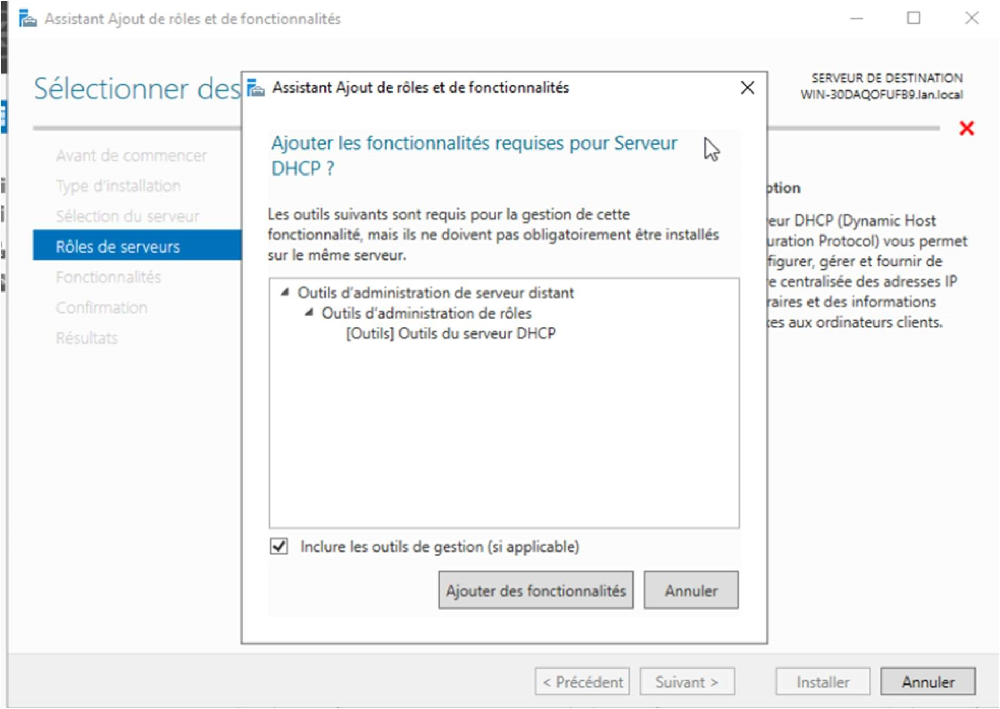 Assistant Ajout de rôles et de fonctionnalités
Sélectionner des
SERVEUR DE DESTINATION
WIN-30DAQOFUFB9.lan.local
Avant de commencer
Type d'installation
Sélection du serveur
Rôles de serveurs
Fonctionnalités
Confirmation
Résultats
Assistant Ajout de rôles et de fonctionnalités
Ajouter les fonctionnalités requises pour Serveur
DHCP ?
Les outils suivants sont requis pour la gestion de cette
fonctionnalité, mais ils ne doivent pas obligatoirement être installés
sur le même serveur.
Outils d'administration de serveur distant
Outils d'administration de rôles
[Outils] Outils du serveur DHCP
Inclure les outils de gestion (si applicable)
Ajouter des fonctionnalités
Annuler
ption
eur DHCP (Dynamic Host
uration Protocol) vous permet
figurer, gérer et fournir de
e centralisée des adresses IP
raires et des informations
es aux ordinateurs clients.
< Précédent
Suivant >
Installer
Annuler